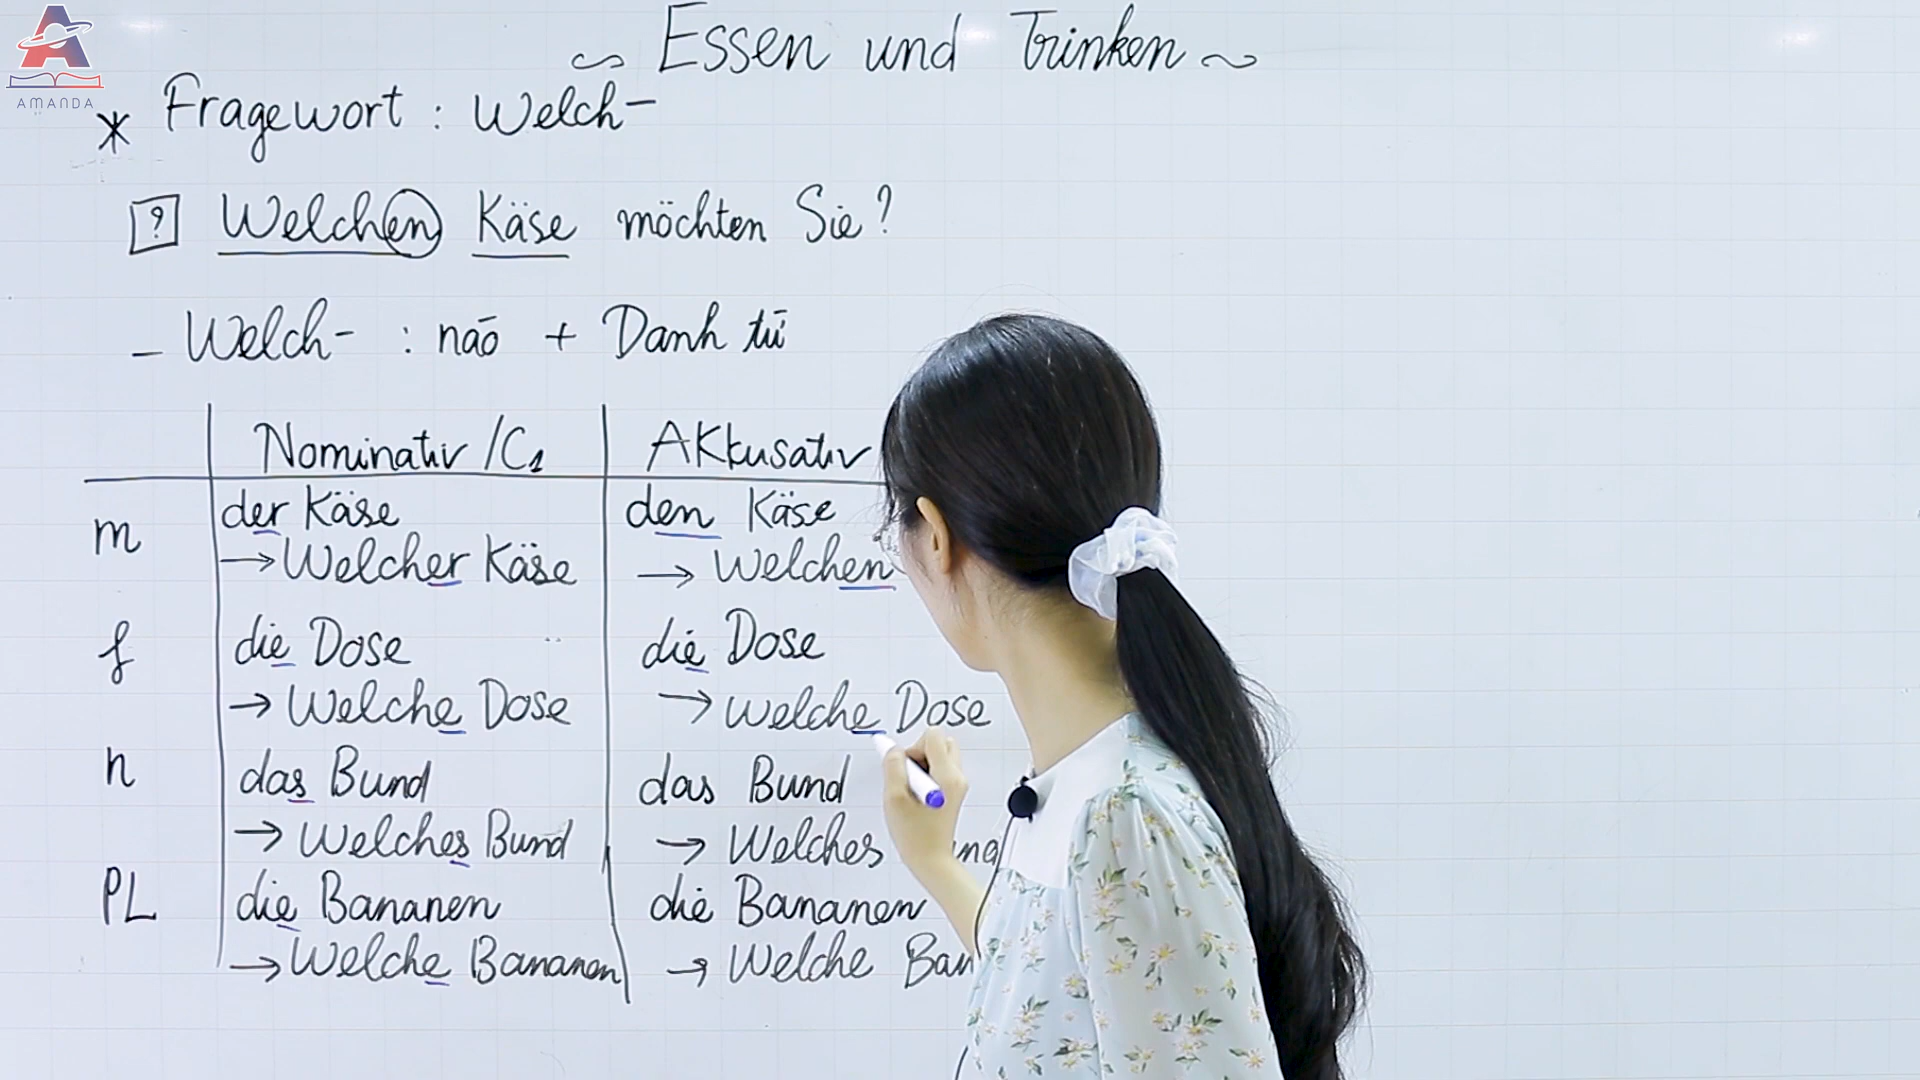 AMANDA
~ Essen und Trinken ~
* Fragewort : Welch-
? Welchen Käse möchten Sie?
- Welch- : nào + Danh từ
Nominativ /C1 Akkusativ
m der Käse den Käse
→ Welcher Käse → Welchen
f die Dose die Dose
→ Welche Dose → Welche Dose
n das Bund das Bund
→ Welches Bund → Welches
PL die Bananen die Bananen
→ Welche Bananen → Welche